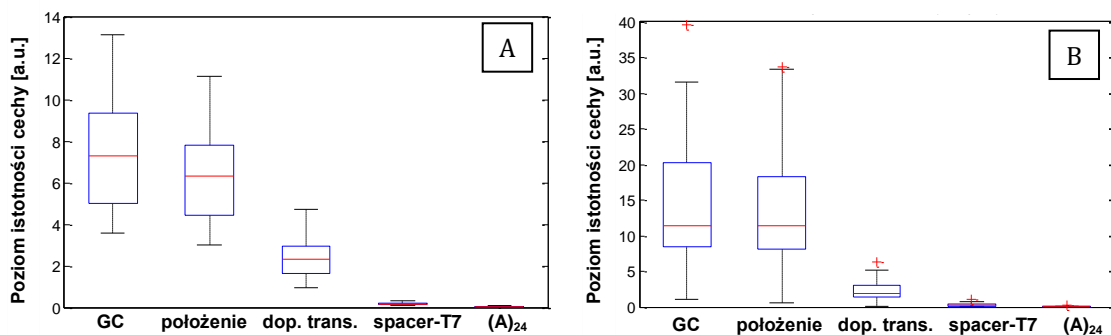 A
Poziom istotności cechy [a.u.]
14
12
10
8
6
4
2
0
GC położenie dop. trans. spacer-T7 (A)24
B
Poziom istotności cechy [a.u.]
40
35
30
25
20
15
10
5
0
GC położenie dop. trans. spacer-T7 (A)24